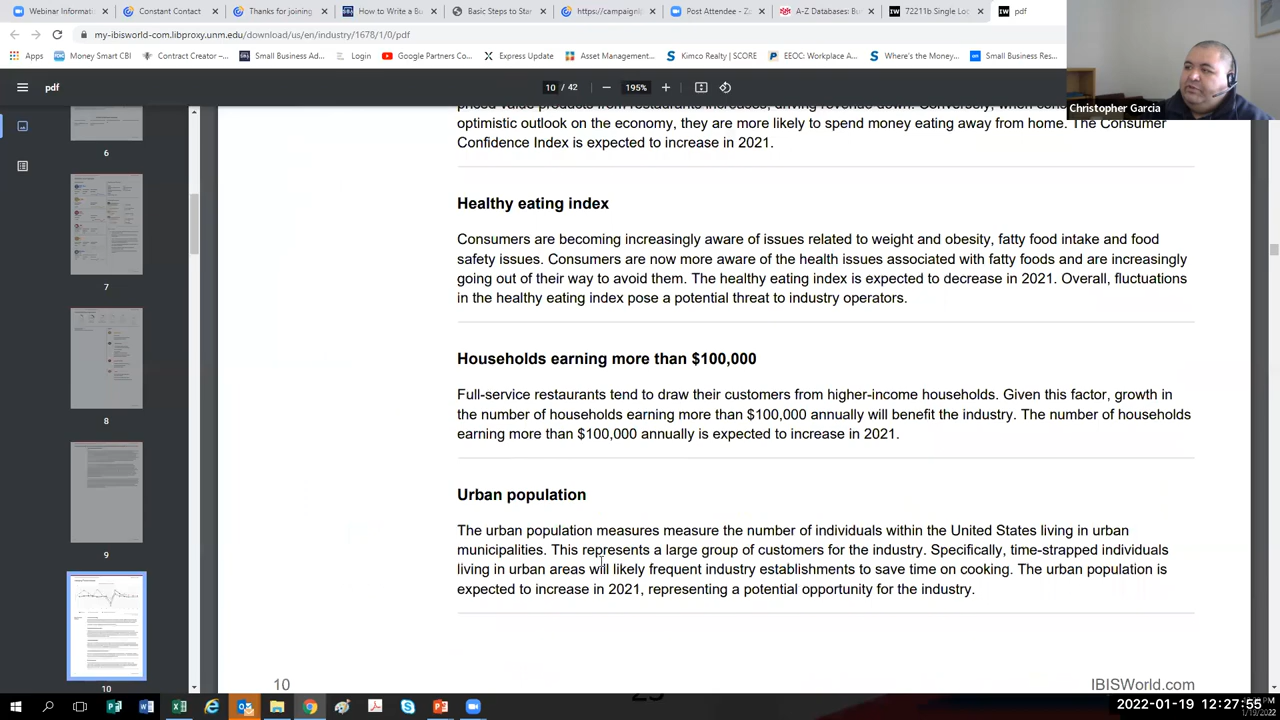 Webinar Informati
Constant Contact
Thanks for joining
How to Write a Bu
Basic Steps to Star
https://campaignl
Post Attendee - Zo
A-Z Databases: Bu
72211b Single Loc
pdf
my-ibisworld-com.libproxy.unm.edu/download/us/en/industry/1678/1/0/pdf
Apps
Money Smart CBI
Contract Creator –...
Small Business Ad...
Login
Google Partners Co...
Express Update
Asset Management...
Kimco Realty | SCORE
EEOC: Workplace A...
Where's the Money...
Small Business Res...
pdf
10 / 42
195%
Christopher Garcia
optimistic outlook on the economy, they are more likely to spend money eating away from home. The Consumer
Confidence Index is expected to increase in 2021.
Healthy eating index
Consumers are becoming increasingly aware of issues related to weight and obesity, fatty food intake and food
safety issues. Consumers are now more aware of the health issues associated with fatty foods and are increasingly
going out of their way to avoid them. The healthy eating index is expected to decrease in 2021. Overall, fluctuations
in the healthy eating index pose a potential threat to industry operators.
Households earning more than $100,000
Full-service restaurants tend to draw their customers from higher-income households. Given this factor, growth in
the number of households earning more than $100,000 annually will benefit the industry. The number of households
earning more than $100,000 annually is expected to increase in 2021.
Urban population
The urban population measures measure the number of individuals within the United States living in urban
municipalities. This represents a large group of customers for the industry. Specifically, time-strapped individuals
living in urban areas will likely frequent industry establishments to save time on cooking. The urban population is
expected to increase in 2021, representing a potential opportunity for the industry.
10
IBISWorld.com
6
7
8
9
10
2022-01-19 12:27:55
1/19/2022